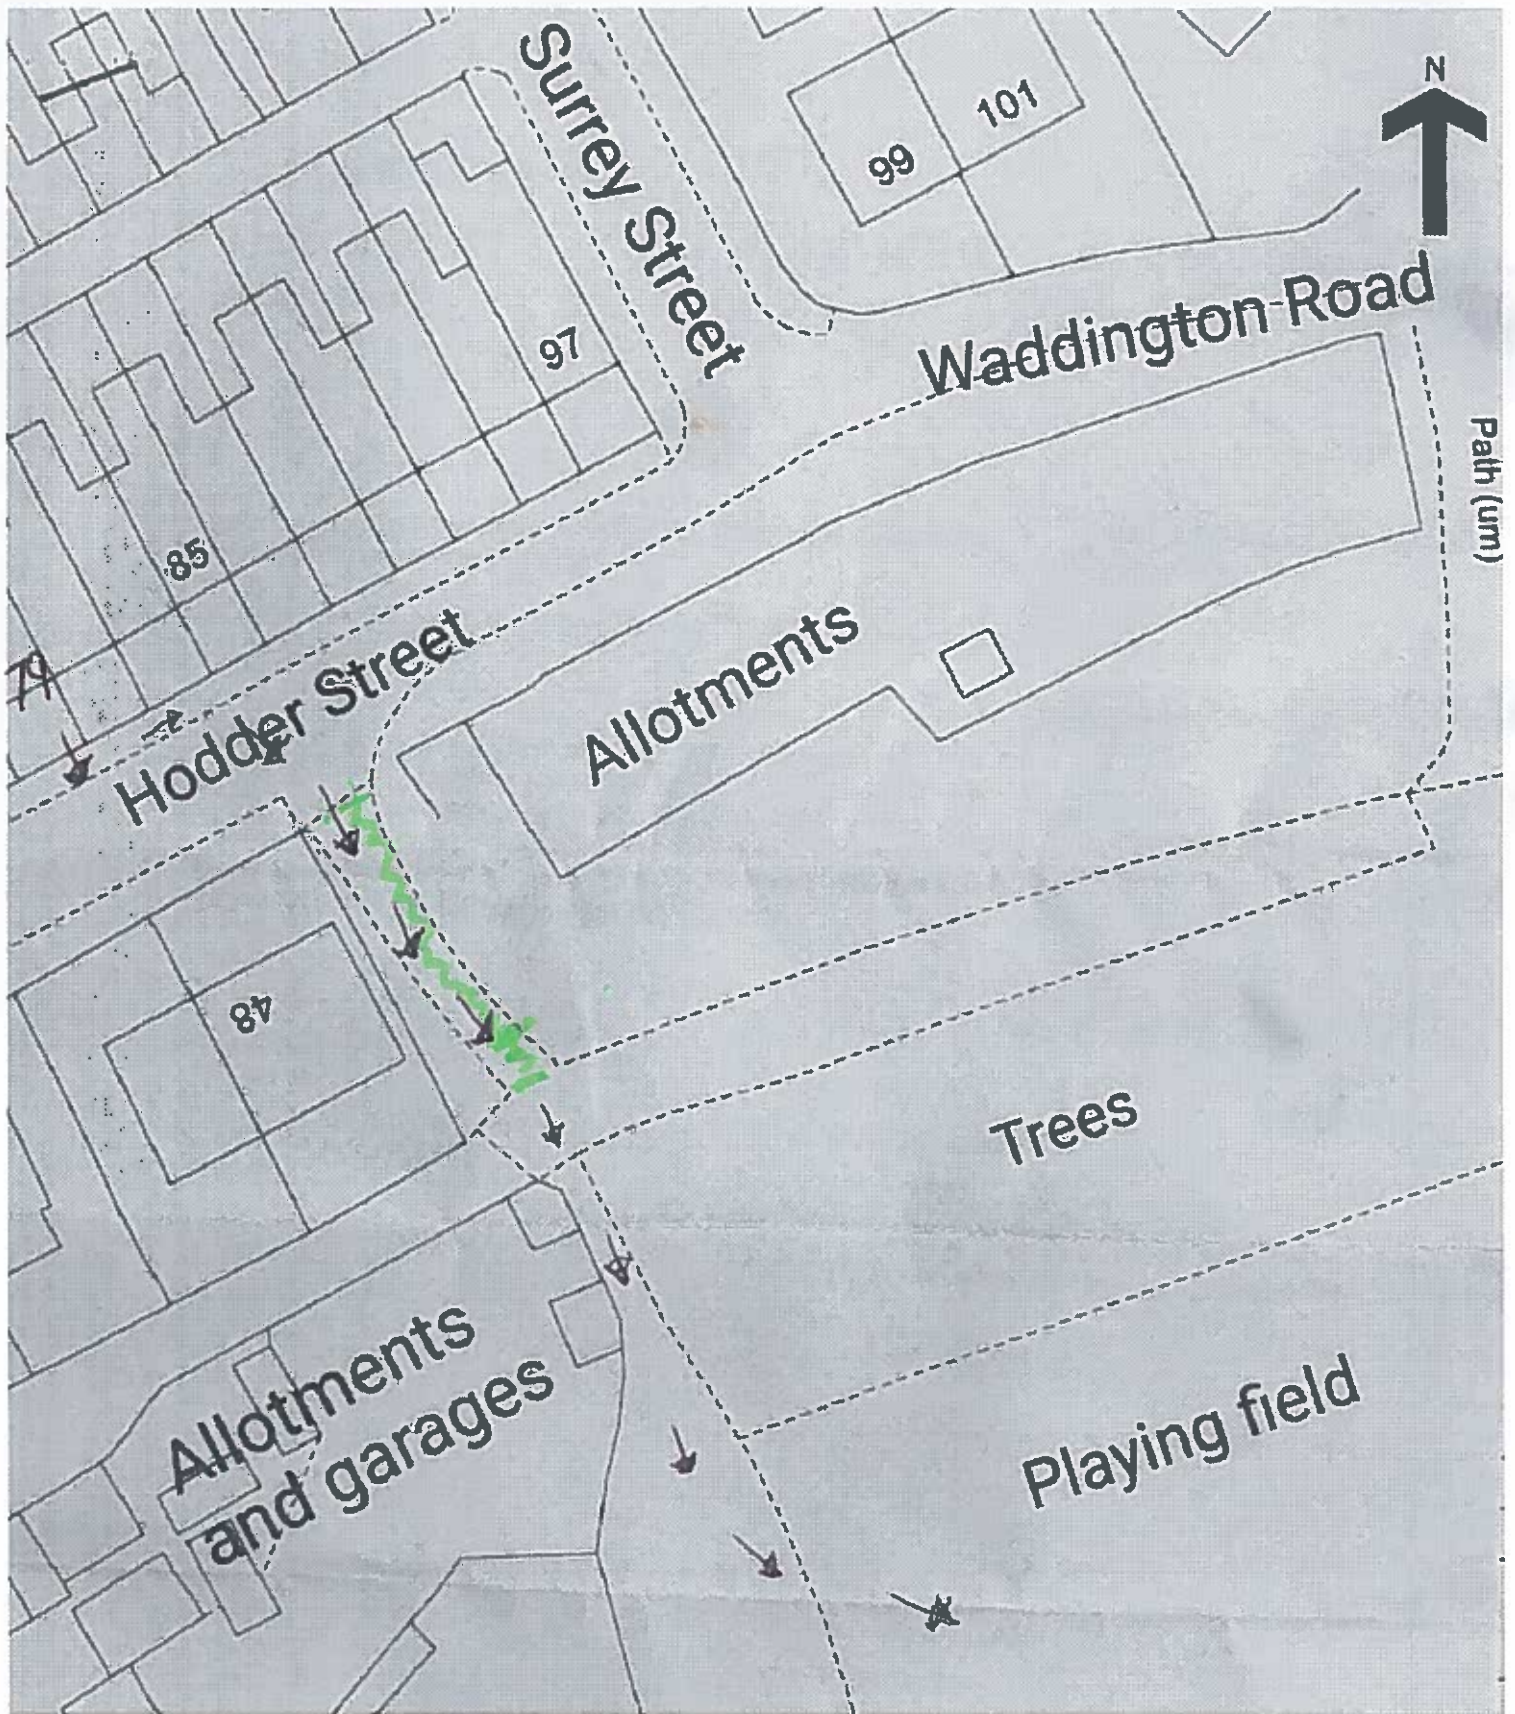 Surrey Street
101
99
N
Waddington Road
97
Path (um)
85
79
Hodder Street
Allotments
48
Trees
Allotments
and garages
Playing field